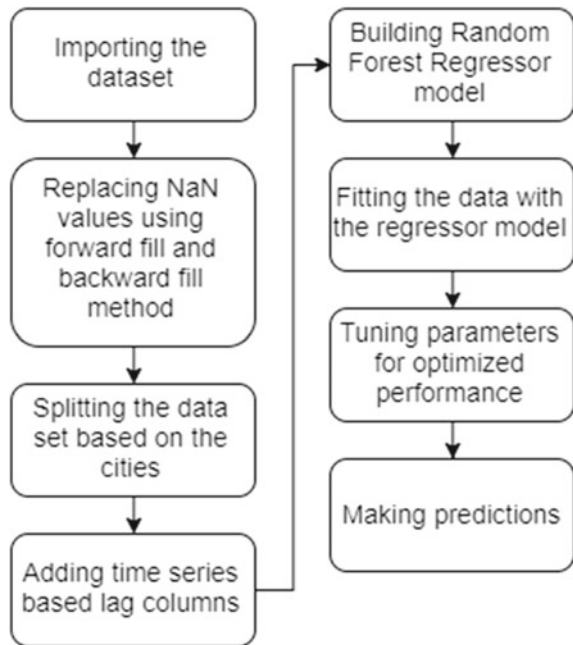 Importing the
dataset
Replacing NaN
values using
forward fill and
backward fill
method
Splitting the data
set based on the
cities
Adding time series
based lag columns
Building Random
Forest Regressor
model
Fitting the data with
the regressor model
Tuning parameters
for optimized
performance
Making predictions